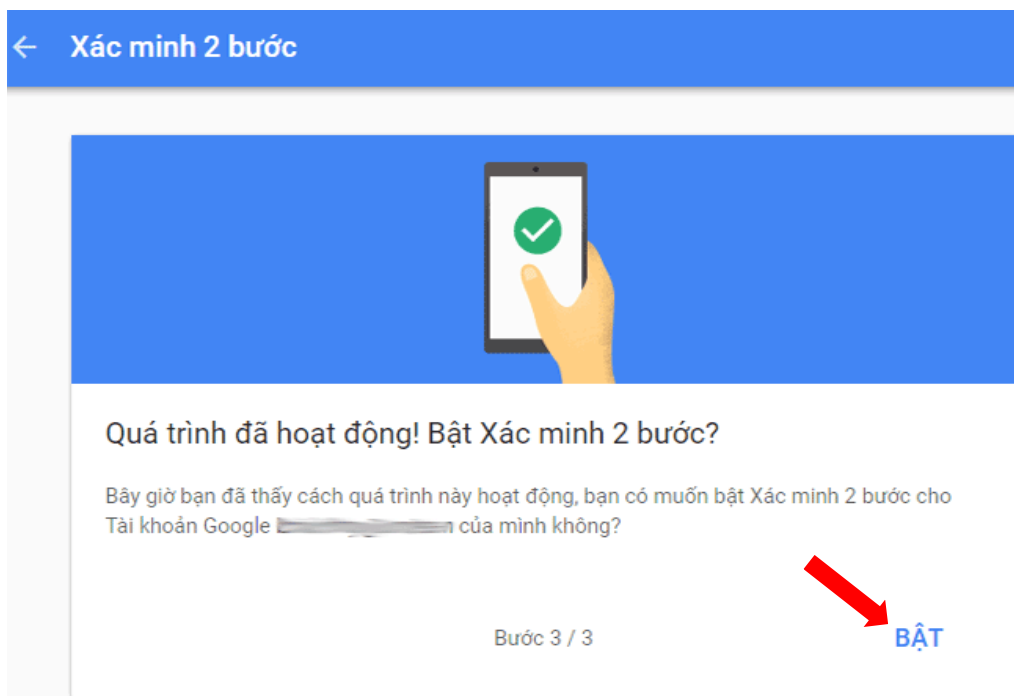 Xác minh 2 bước
Quá trình đã hoạt động! Bật Xác minh 2 bước?
Bây giờ bạn đã thấy cách quá trình này hoạt động, bạn có muốn bật Xác minh 2 bước cho
Tài khoản Google của mình không?
Bước 3 / 3
BẬT